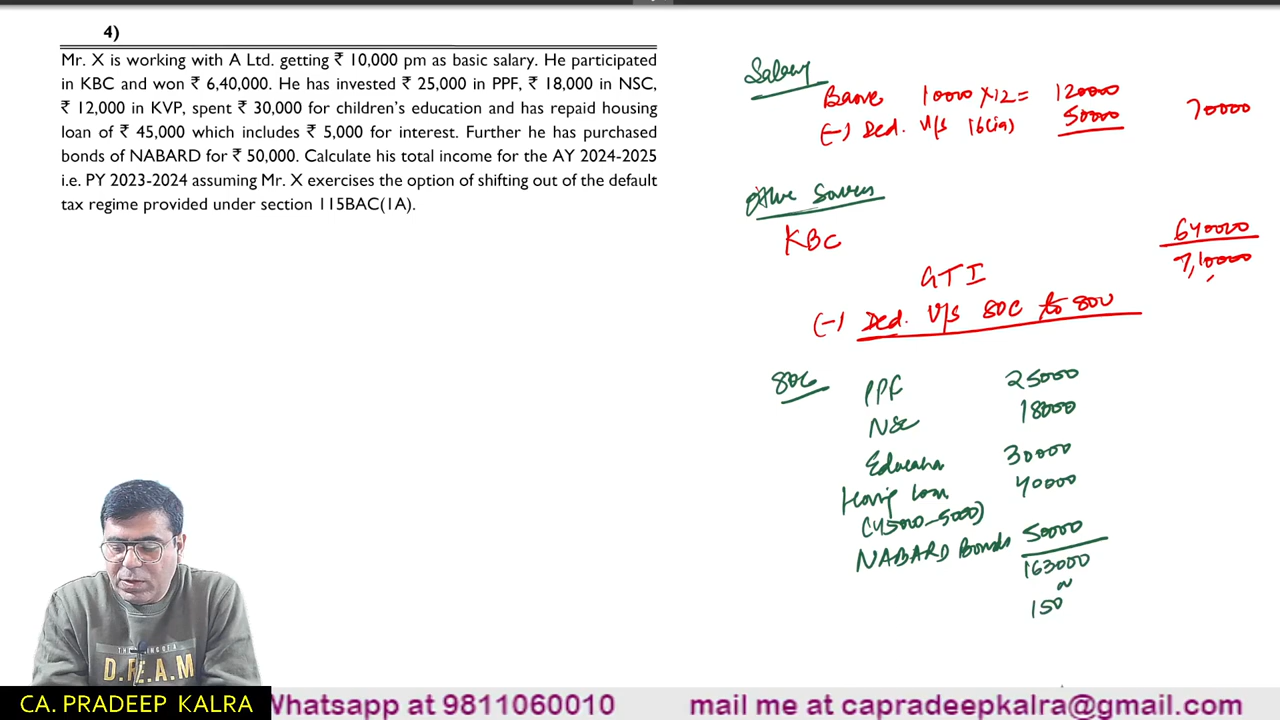 4)
Mr. X is working with A Ltd. getting ₹ 10,000 pm as basic salary. He participated
in KBC and won ₹ 6,40,000. He has invested ₹ 25,000 in PPF, ₹ 18,000 in NSC,
₹ 12,000 in KVP, spent ₹ 30,000 for children's education and has repaid housing
loan of ₹ 45,000 which includes ₹ 5,000 for interest. Further he has purchased
bonds of NABARD for ₹ 50,000. Calculate his total income for the AY 2024-2025
i.e. PY 2023-2024 assuming Mr. X exercises the option of shifting out of the default
tax regime provided under section 115BAC(1A).
Salary
10000 X12 = 120000
(-) Ded. U/s 16(ia) 50000 70000
Other Sources
KBC 640000
7,10000
GTI
(-) Ded. U/s 80C to 80U
80C PPF 25000
NSC 18000
Education 30000
Housing loan 40000
(45000-5000)
NABARD Bonds 50000
163000
150
D.REAM
CA. PRADEEP KALRA
Whatsapp at 9811060010 mail me at capradeepkalra@gmail.com